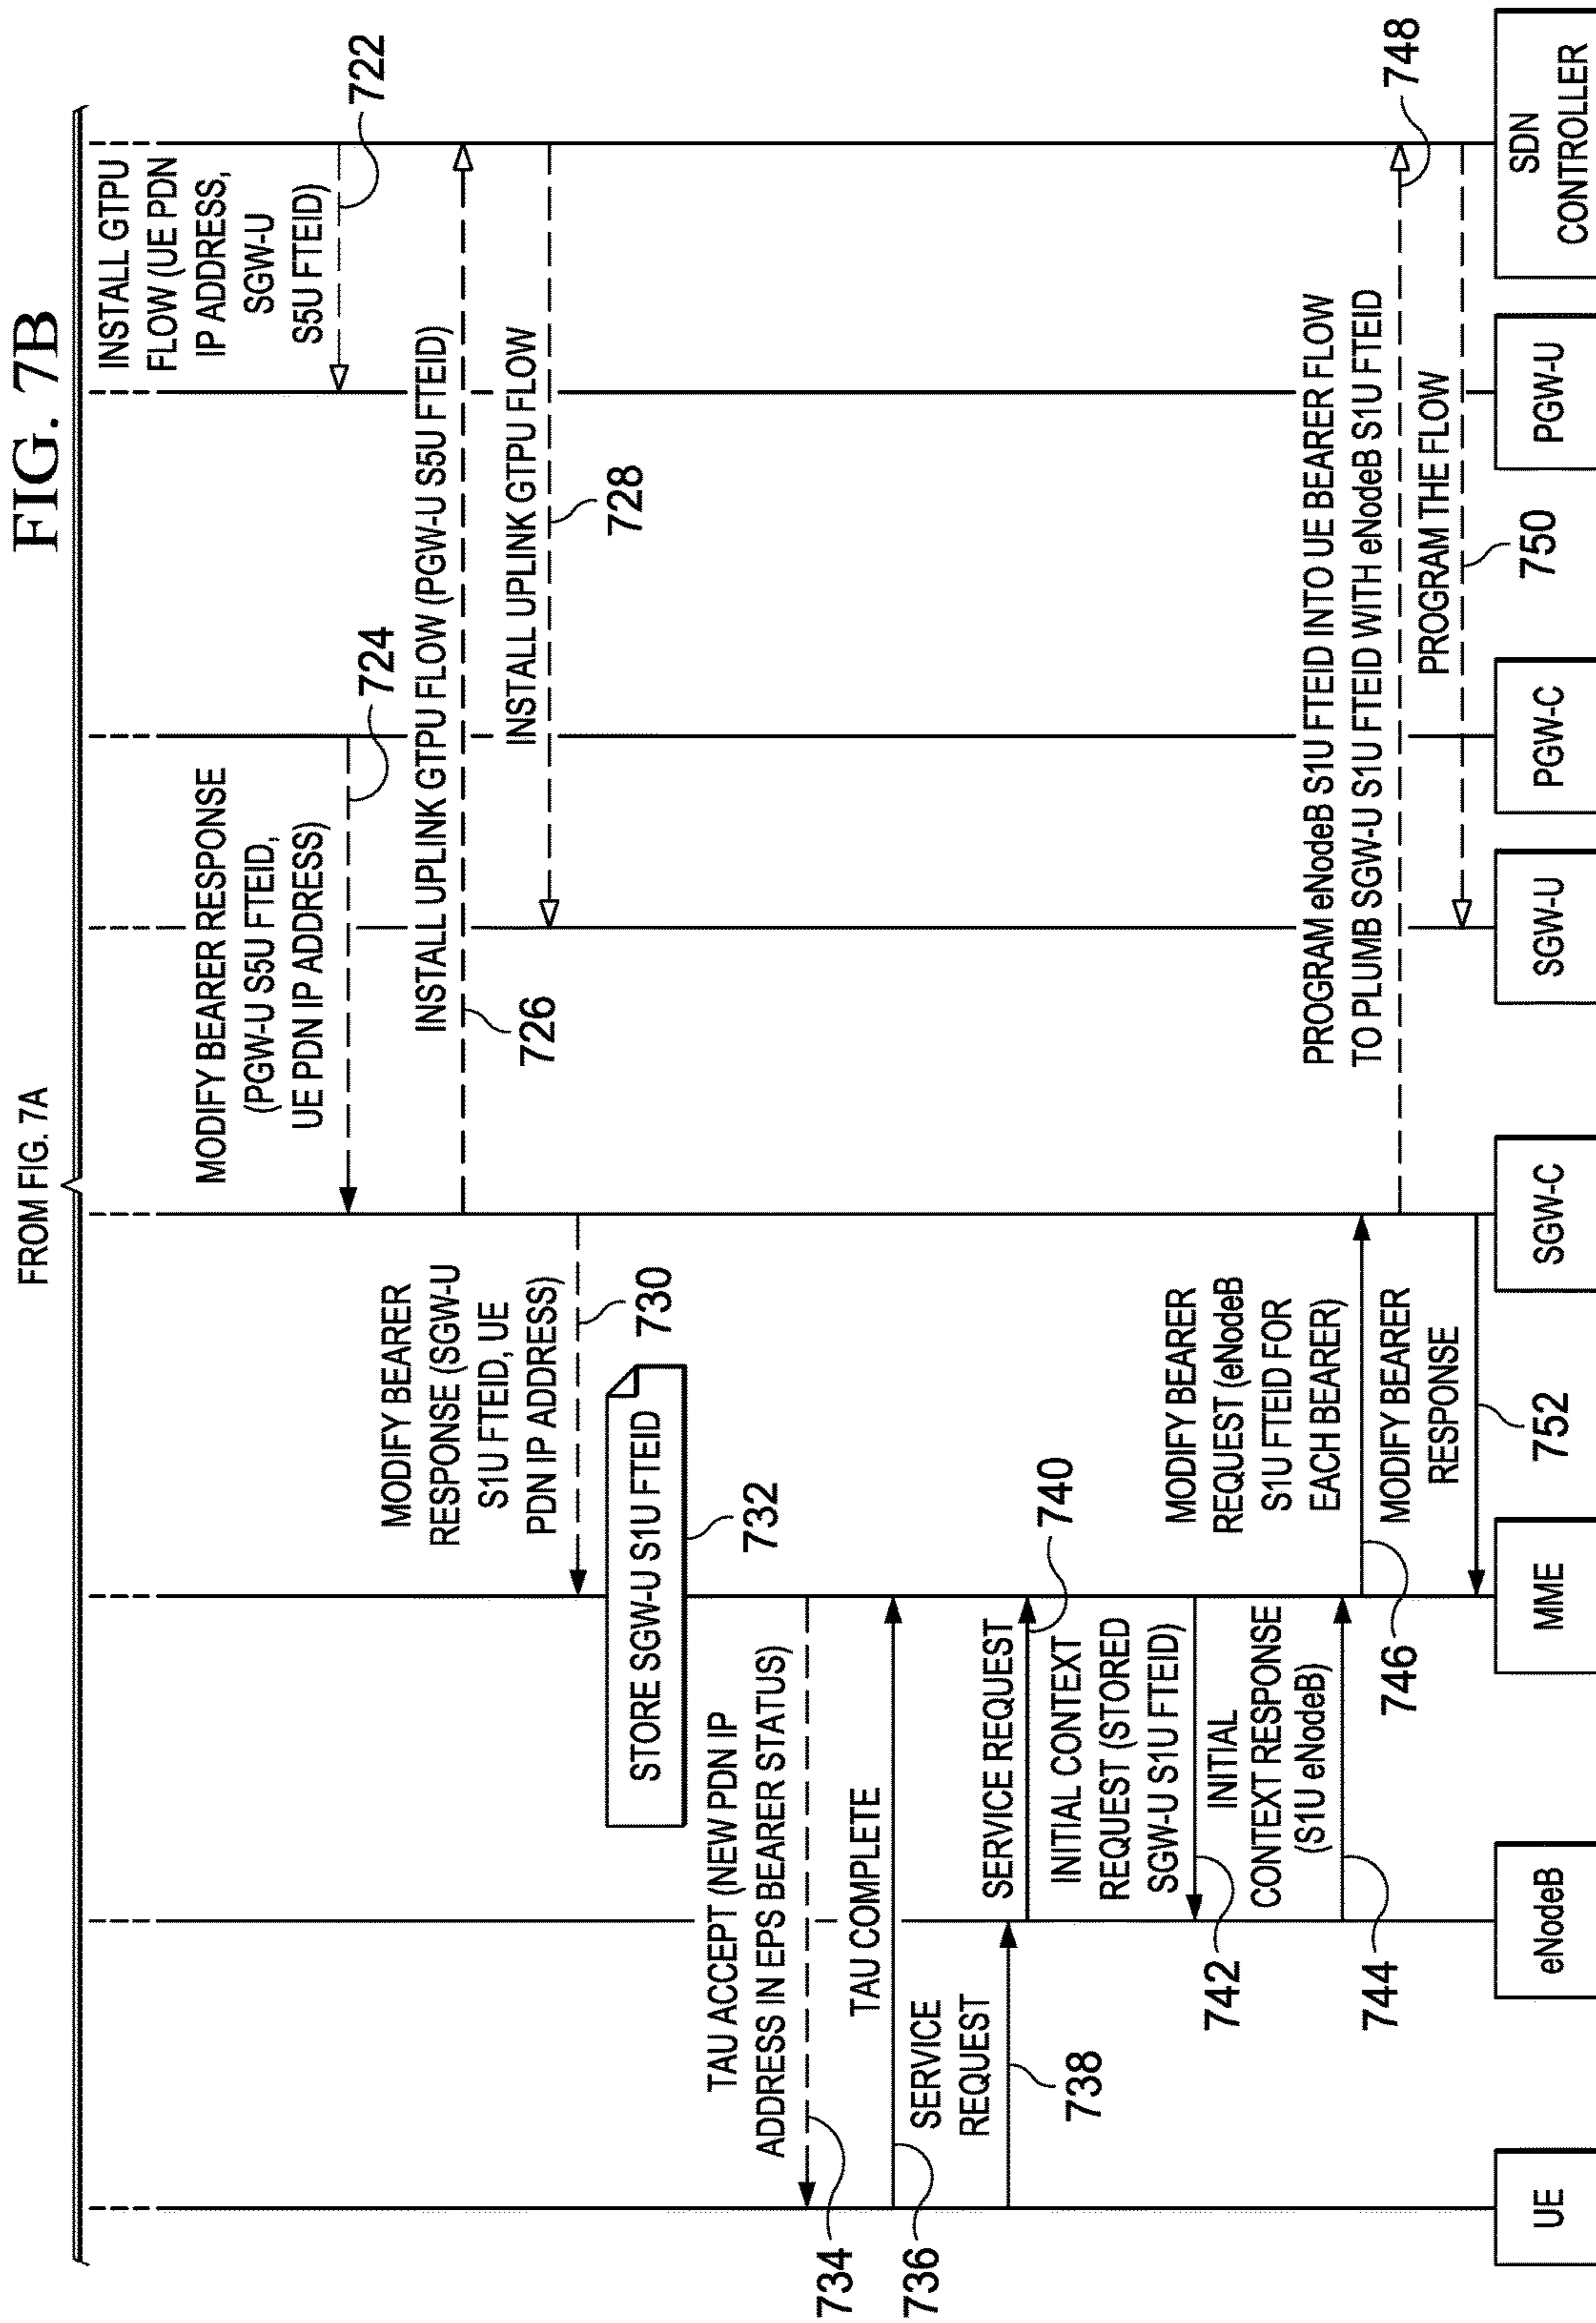 FIG. 7B
FROM FIG. 7A
INSTALL GTPU
FLOW (UE PDN
IP ADDRESS,
SGW-U
S5U FTEID)
722
MODIFY BEARER RESPONSE
(PGW-U S5U FTEID,
UE PDN IP ADDRESS)
724
INSTALL UPLINK GTPU FLOW (PGW-U S5U FTEID)
726
INSTALL UPLINK GTPU FLOW
728
MODIFY BEARER
RESPONSE (SGW-U
S1U FTEID, UE
PDN IP ADDRESS)
730
STORE SGW-U S1U FTEID
732
TAU ACCEPT (NEW PDN IP
ADDRESS IN EPS BEARER STATUS)
734
TAU COMPLETE
736
SERVICE
REQUEST
738
SERVICE REQUEST
740
INITIAL CONTEXT
REQUEST (STORED
SGW-U S1U FTEID)
742
INITIAL
CONTEXT RESPONSE
(S1U eNodeB)
744
MODIFY BEARER
REQUEST (eNodeB
S1U FTEID FOR
EACH BEARER)
746
PROGRAM eNodeB S1U FTEID INTO UE BEARER FLOW
TO PLUMB SGW-U S1U FTEID WITH eNodeB S1U FTEID
748
PROGRAM THE FLOW
750
MODIFY BEARER
RESPONSE
752
UE
eNodeB
MME
SGW-C
SGW-U
PGW-C
PGW-U
SDN
CONTROLLER